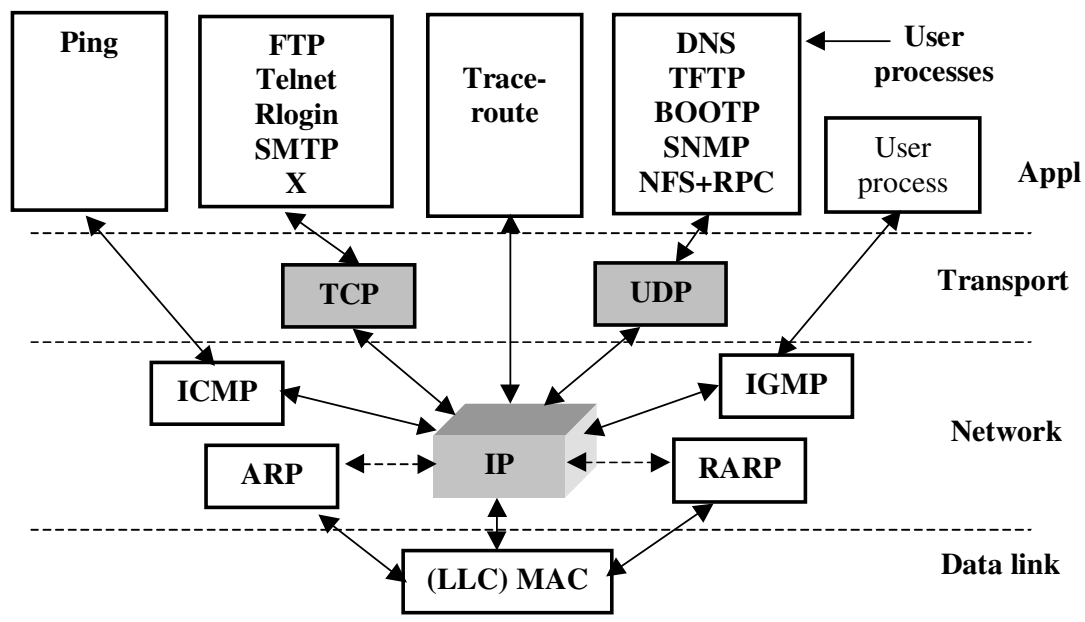 Ping
FTP
Telnet
Rlogin
SMTP
X
Trace-
route
DNS
TFTP
BOOTP
SNMP
NFS+RPC
User
processes
User
process
Appl
TCP
UDP
Transport
ICMP
IGMP
Network
ARP
IP
RARP
(LLC) MAC
Data link